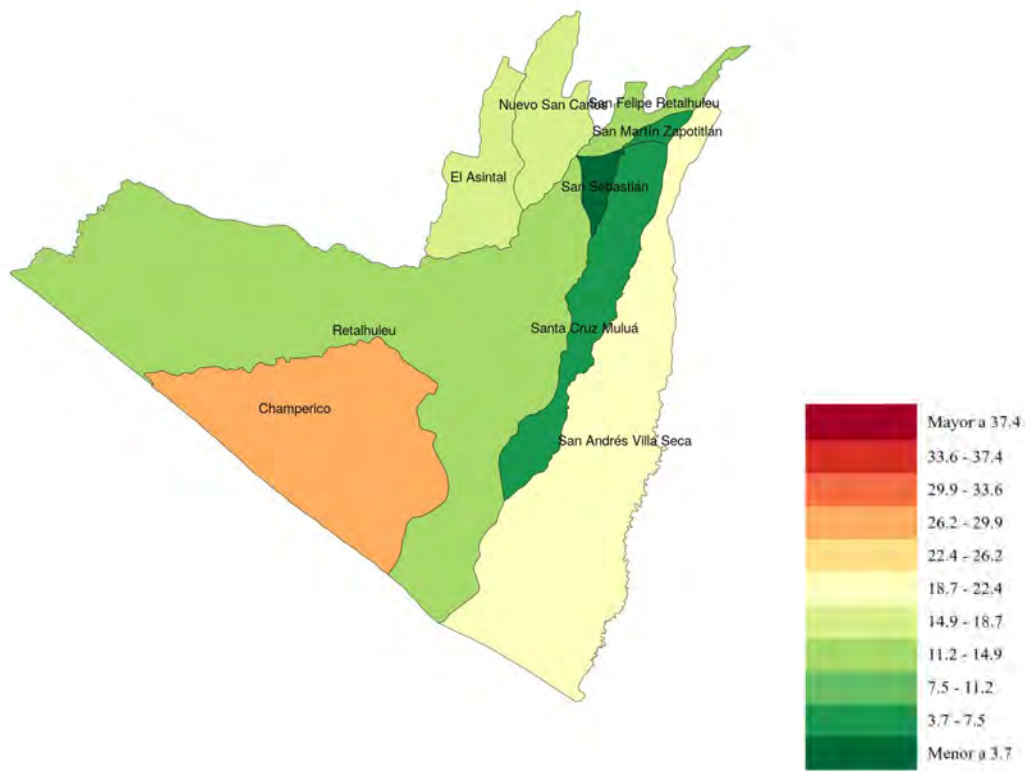 Nuevo San Carlos
San Felipe Retalhuleu
San Martín Zapotitlán
El Asintal
San Sebastián
Retalhuleu
Santa Cruz Muluá
Champerico
San Andrés Villa Seca
Mayor a 37.4
33.6 - 37.4
29.9 - 33.6
26.2 - 29.9
22.4 - 26.2
18.7 - 22.4
14.9 - 18.7
11.2 - 14.9
7.5 - 11.2
3.7 - 7.5
Menor a 3.7